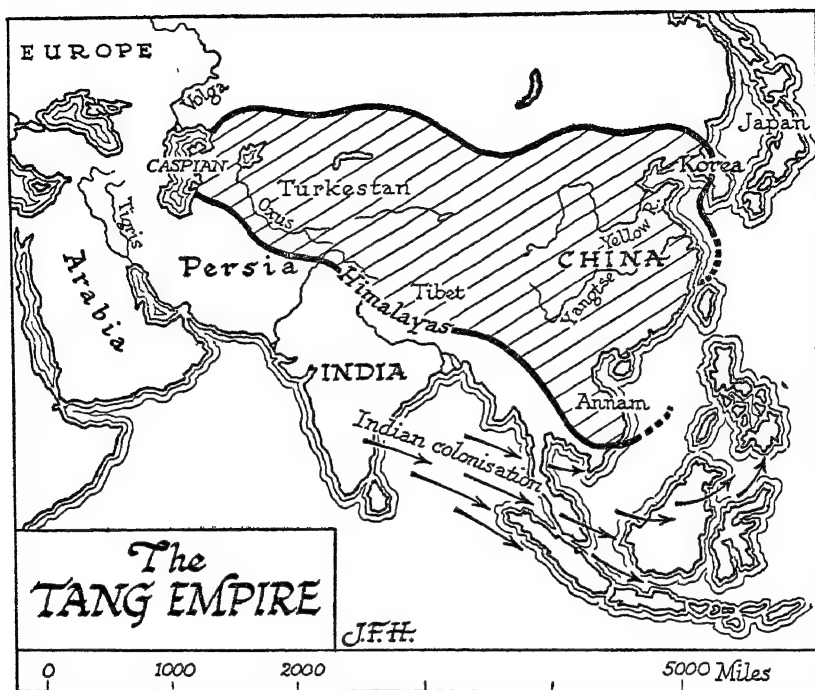 EUROPE
Volga
Japan
CASPIAN
Korea
Turkestan
Oxus
Tigris
Yellow R.
Persia
CHINA
Arabia
Himalayas
Tibet
Yangtse
INDIA
Annam
Indian colonisation
The
TANG EMPIRE
J.F.H.
0 1000 2000 5000 Miles